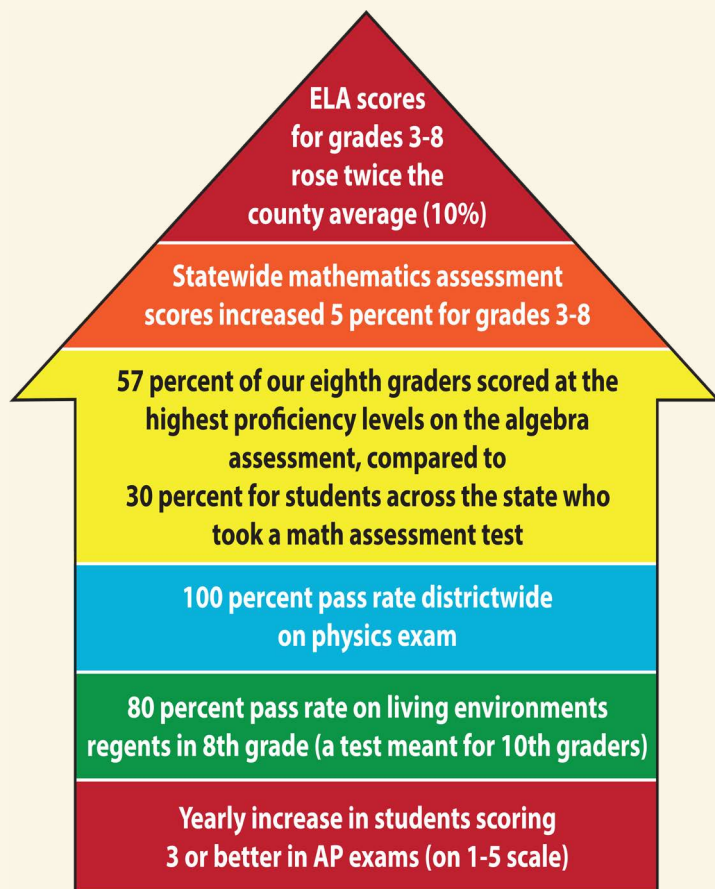 ELA scores
for grades 3-8
rose twice the
county average (10%)
Statewide mathematics assessment
scores increased 5 percent for grades 3-8
57 percent of our eighth graders scored at the
highest proficiency levels on the algebra
assessment, compared to
30 percent for students across the state who
took a math assessment test
100 percent pass rate districtwide
on physics exam
80 percent pass rate on living environments
regents in 8th grade (a test meant for 10th graders)
Yearly increase in students scoring
3 or better in AP exams (on 1-5 scale)